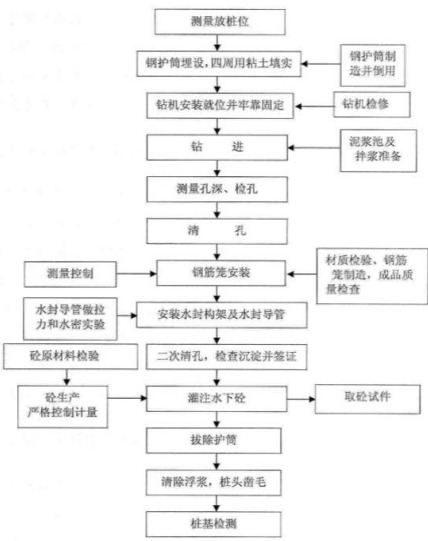 测量放桩位
钢护筒埋设，四周用粘土填实
钢护筒制
造并倒用
钻机安装就位并牢靠固定
钻机检修
钻 进
泥浆池及
拌浆准备
测量孔深、检孔
清 孔
测量控制
钢筋笼安装
材质检验、钢筋
笼制造，成品质
量检查
水封导管做拉
力和水密实验
安装水封构架及水封导管
砼原材料检验
二次清孔，检查沉淀并签证
砼生产
严格控制计量
灌注水下砼
取砼试件
拔除护筒
清除浮浆，桩头凿毛
桩基检测